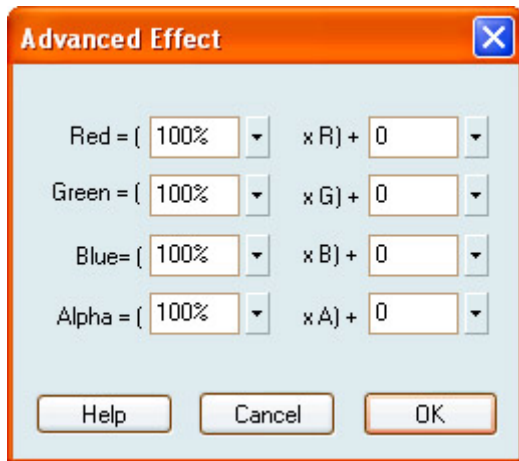 Advanced Effect
Red = ( 100% x R) + 0
Green = ( 100% x G) + 0
Blue= ( 100% x B) + 0
Alpha = ( 100% x A) + 0
Help Cancel OK